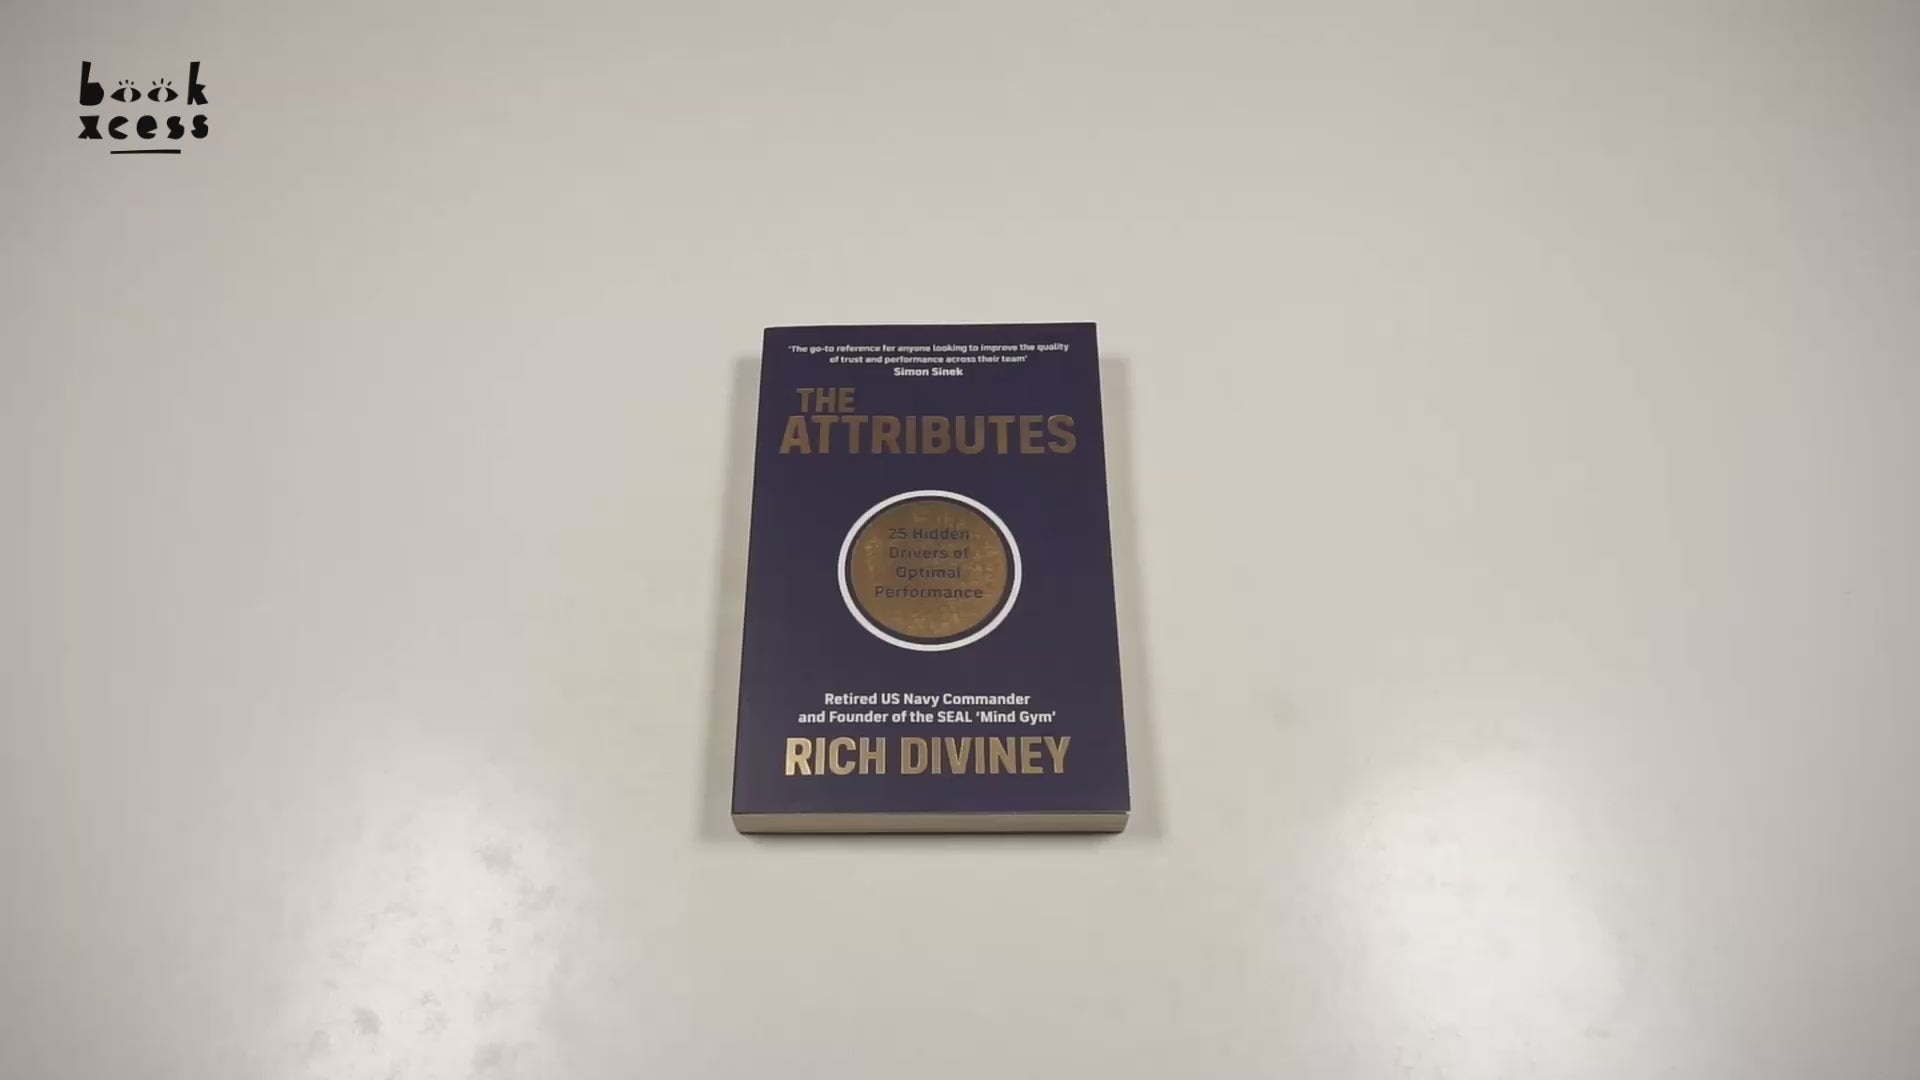 book
xcess
'The go-to reference for anyone looking to improve the quality
of trust and performance across their team'
Simon Sinek
THE
ATTRIBUTES
25 Hidden
Drivers of
Optimal
Performance
Retired US Navy Commander
and Founder of the SEAL 'Mind Gym'
RICH DIVINEY